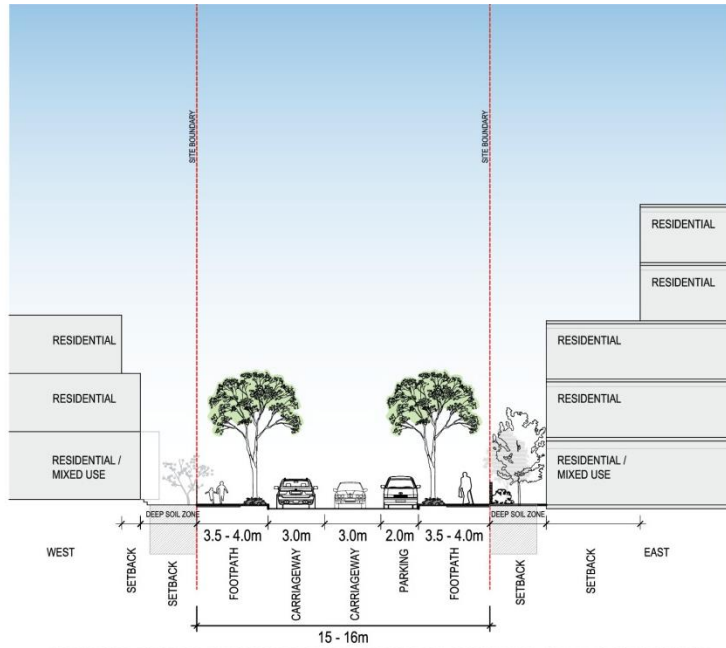 SITE BOUNDARY
SITE BOUNDARY
RESIDENTIAL
RESIDENTIAL
RESIDENTIAL
RESIDENTIAL
RESIDENTIAL
RESIDENTIAL
RESIDENTIAL /
MIXED USE
RESIDENTIAL /
MIXED USE
DEEP SOIL ZONE
DEEP SOIL ZONE
3.5 - 4.0m
3.0m
3.0m
2.0m
3.5 - 4.0m
WEST
SETBACK
SETBACK
FOOTPATH
CARRIAGEWAY
CARRIAGEWAY
PARKING
FOOTPATH
SETBACK
SETBACK
EAST
15 - 16m